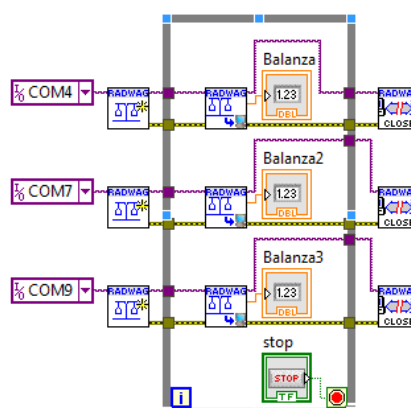 Balanza
COM4
RADWAG
RADWAG
1.23
DBL
RADWAG
CLOSE
Balanza2
COM7
RADWAG
RADWAG
1.23
DBL
RADWAG
CLOSE
Balanza3
COM9
RADWAG
RADWAG
1.23
DBL
RADWAG
CLOSE
stop
STOP
TF
i